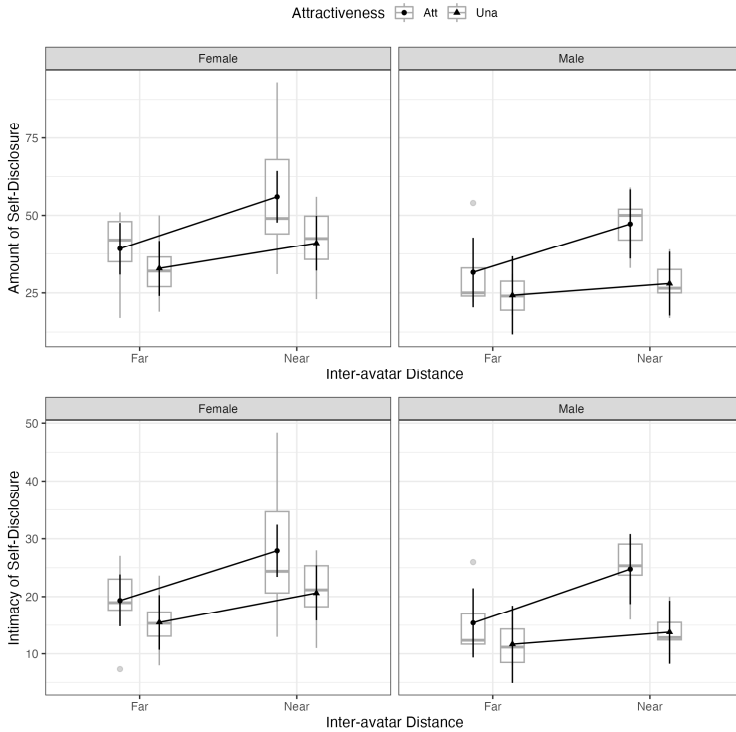 Attractiveness Att Una
Female Male
Amount of Self-Disclosure
75
50
25
Far Near Far Near
Inter-avatar Distance
Female Male
Intimacy of Self-Disclosure
50
40
30
20
10
Far Near Far Near
Inter-avatar Distance